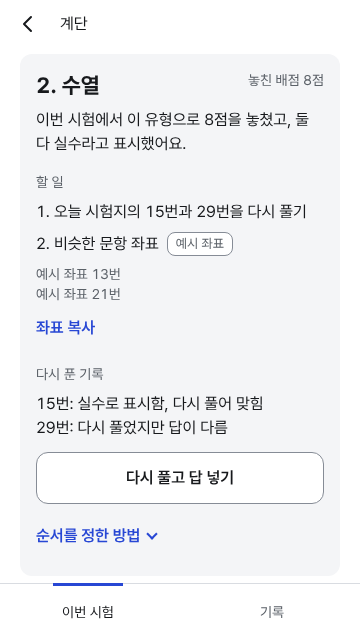 계단
2. 수열
놓친 배점 8점
이번 시험에서 이 유형으로 8점을 놓쳤고, 둘
다 실수라고 표시했어요.
할 일
1. 오늘 시험지의 15번과 29번을 다시 풀기
2. 비슷한 문항 좌표 예시 좌표
예시 좌표 13번
예시 좌표 21번
좌표 복사
다시 푼 기록
15번: 실수로 표시함, 다시 풀어 맞힘
29번: 다시 풀었지만 답이 다름
다시 풀고 답 넣기
순서를 정한 방법
이번 시험
기록